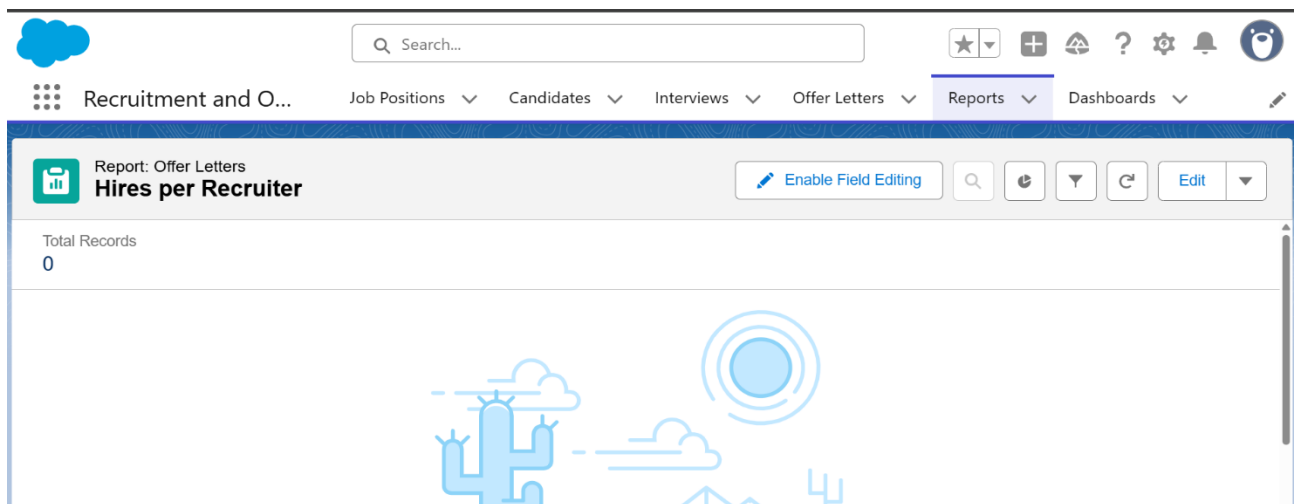 Search...
Recruitment and O... Job Positions Candidates Interviews Offer Letters Reports Dashboards
Report: Offer Letters
Hires per Recruiter
Enable Field Editing Edit
Total Records
0